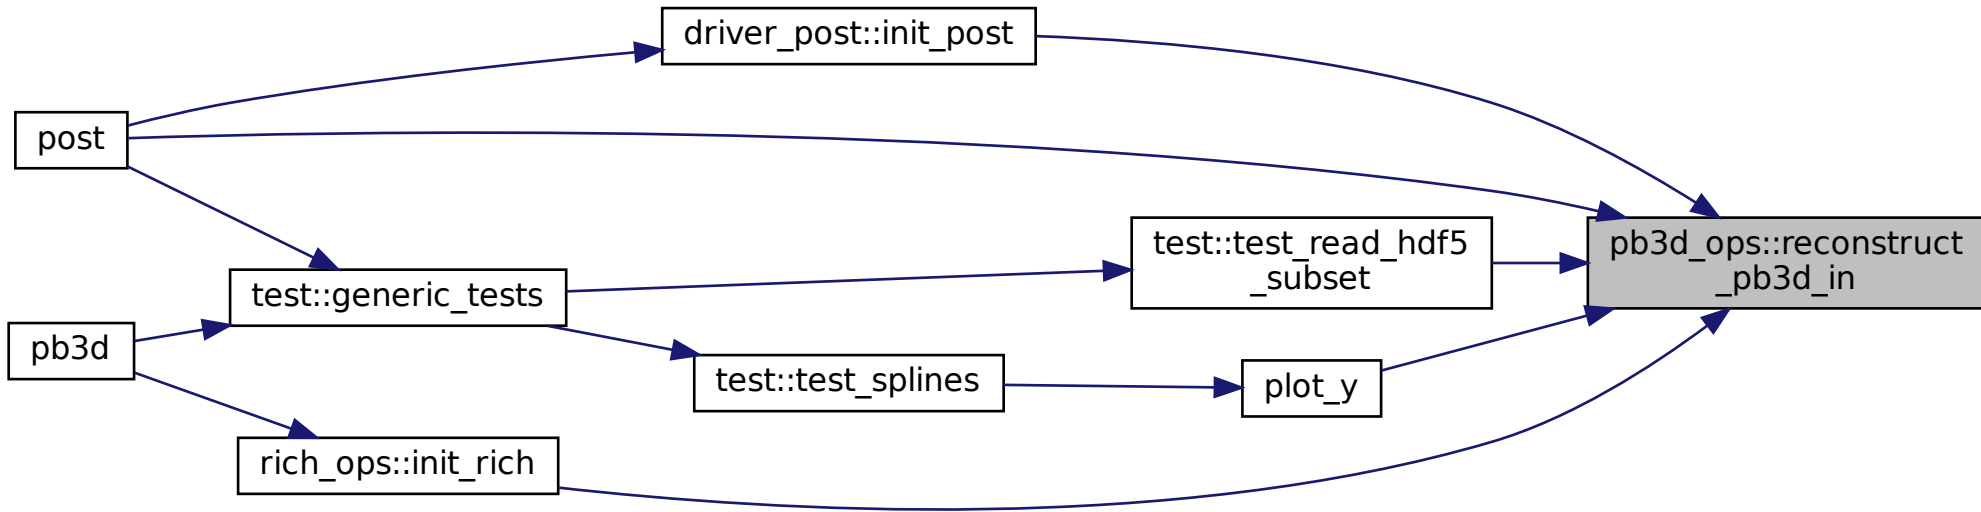 driver_post::init_post
post
pb3d_ops::reconstruct
_pb3d_in
test::test_read_hdf5
_subset
test::generic_tests
pb3d
test::test_splines
plot_y
rich_ops::init_rich